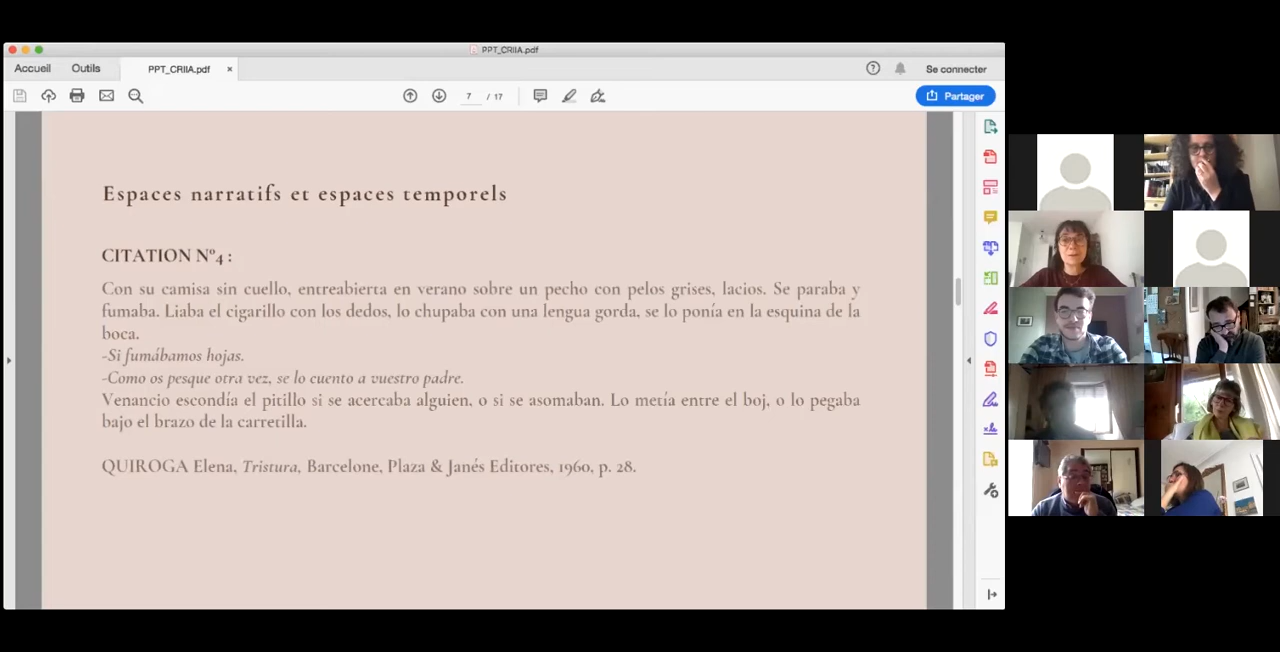 PPT_CRIIA.pdf
Accueil Outils PPT_CRIIA.pdf × Se connecter
7 / 17 Partager
Espaces narratifs et espaces temporels
CITATION Nº4 :
Con su camisa sin cuello, entreabierta en verano sobre un pecho con pelos grises, lacios. Se paraba y
fumaba. Liaba el cigarillo con los dedos, lo chupaba con una lengua gorda, se lo ponía en la esquina de la
boca.
-Si fumábamos hojas.
-Como os pesque otra vez, se lo cuento a vuestro padre.
Venancio escondía el pitillo si se acercaba alguien, o si se asomaban. Lo metía entre el boj, o lo pegaba
bajo el brazo de la carretilla.
QUIROGA Elena, Tristura, Barcelone, Plaza & Janés Editores, 1960, p. 28.